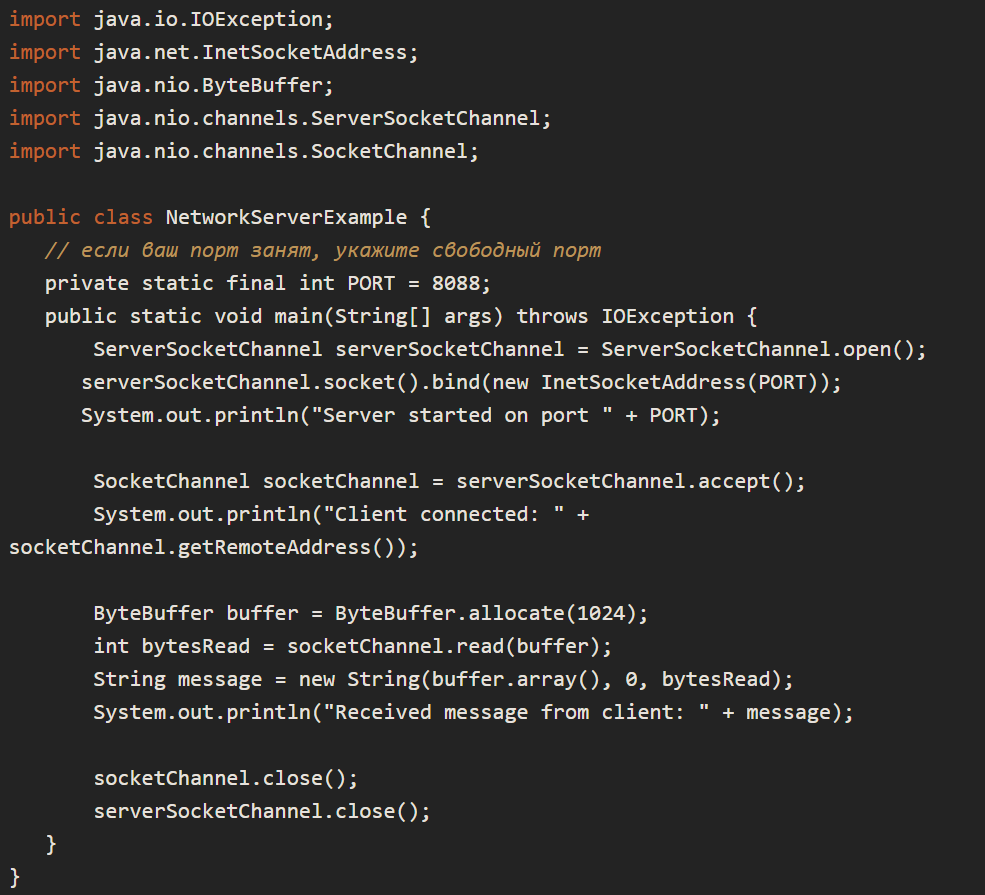 import java.io.IOException;
import java.net.InetSocketAddress;
import java.nio.ByteBuffer;
import java.nio.channels.ServerSocketChannel;
import java.nio.channels.SocketChannel;

public class NetworkServerExample {
   // если ваш порт занят, укажите свободный порт
   private static final int PORT = 8088;
   public static void main(String[] args) throws IOException {
       ServerSocketChannel serverSocketChannel = ServerSocketChannel.open();
      serverSocketChannel.socket().bind(new InetSocketAddress(PORT));
      System.out.println("Server started on port " + PORT);

       SocketChannel socketChannel = serverSocketChannel.accept();
       System.out.println("Client connected: " +
socketChannel.getRemoteAddress());

       ByteBuffer buffer = ByteBuffer.allocate(1024);
       int bytesRead = socketChannel.read(buffer);
       String message = new String(buffer.array(), 0, bytesRead);
       System.out.println("Received message from client: " + message);

       socketChannel.close();
       serverSocketChannel.close();
   }
}